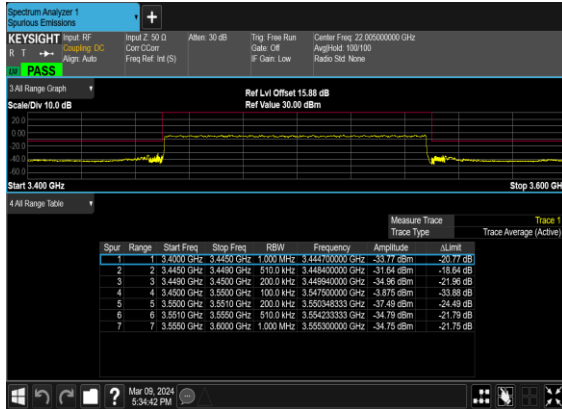 Spectrum Analyzer 1
Spurious Emissions
KEYSIGHT Input: RF Input Z: 50 Ω Atten: 30 dB Trig: Free Run Center Freq: 22.005000000 GHz
R T Coupling: DC Corr CCorr Gate: Off Avg|Hold: 100/100
Align: Auto Freq Ref: Int (S) IF Gain: Low Radio Std: None
PASS
3 All Range Graph Ref Lvl Offset 15.88 dB
Scale/Div 10.0 dB Ref Value 30.00 dBm
20.0
0.00
-20.0
-40.0
-60.0
Start 3.400 GHz Stop 3.600 GH
4 All Range Table
Measure Trace Trace 1
Trace Type Trace Average (Active)
Spur Range Start Freq Stop Freq RBW Frequency Amplitude ΔLimit
1 1 3.4000 GHz 3.4450 GHz 1.000 MHz 3.444700000 GHz -33.77 dBm -20.77 dB
2 2 3.4450 GHz 3.4490 GHz 510.0 kHz 3.448400000 GHz -31.64 dBm -18.64 dB
3 3 3.4490 GHz 3.4500 GHz 200.0 kHz 3.449940000 GHz -34.96 dBm -21.96 dB
4 4 3.4500 GHz 3.5500 GHz 100.0 kHz 3.547500000 GHz -3.875 dBm -33.88 dB
5 5 3.5500 GHz 3.5510 GHz 200.0 kHz 3.550348333 GHz -37.49 dBm -24.49 dB
6 6 3.5510 GHz 3.5550 GHz 510.0 kHz 3.554233333 GHz -34.79 dBm -21.79 dB
7 7 3.5550 GHz 3.6000 GHz 1.000 MHz 3.555300000 GHz -34.75 dBm -21.75 dB
Mar 09, 2024
5:34:42 PM